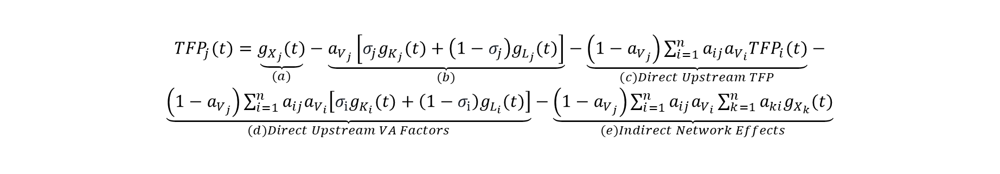 TFPⱼ(t) = g_{X_j}(t) − a_{V_j} [σ_j g_{K_j}(t) + (1 − σ_j) g_{L_j}(t)] − (1 − a_{V_j}) ∑_{i=1}^{n} a_{ij} a_{V_i} TFP_i(t) −
(a) (b) (c)Direct Upstream TFP
(1 − a_{V_j}) ∑_{i=1}^{n} a_{ij} a_{V_i} [σ_i g_{K_i}(t) + (1 − σ_i) g_{L_i}(t)] − (1 − a_{V_j}) ∑_{i=1}^{n} a_{ij} a_{V_i} ∑_{k=1}^{n} a_{ki} g_{X_k}(t)
(d)Direct Upstream VA Factors (e)Indirect Network Effects